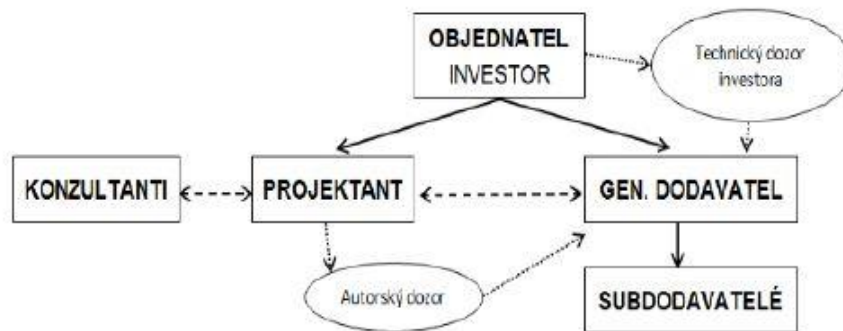 OBJEDNATEL
INVESTOR
Technický dozor
investora
KONZULTANTI
PROJEKTANT
GEN. DODAVATEL
Autorský dozor
SUBDODAVATELÉ